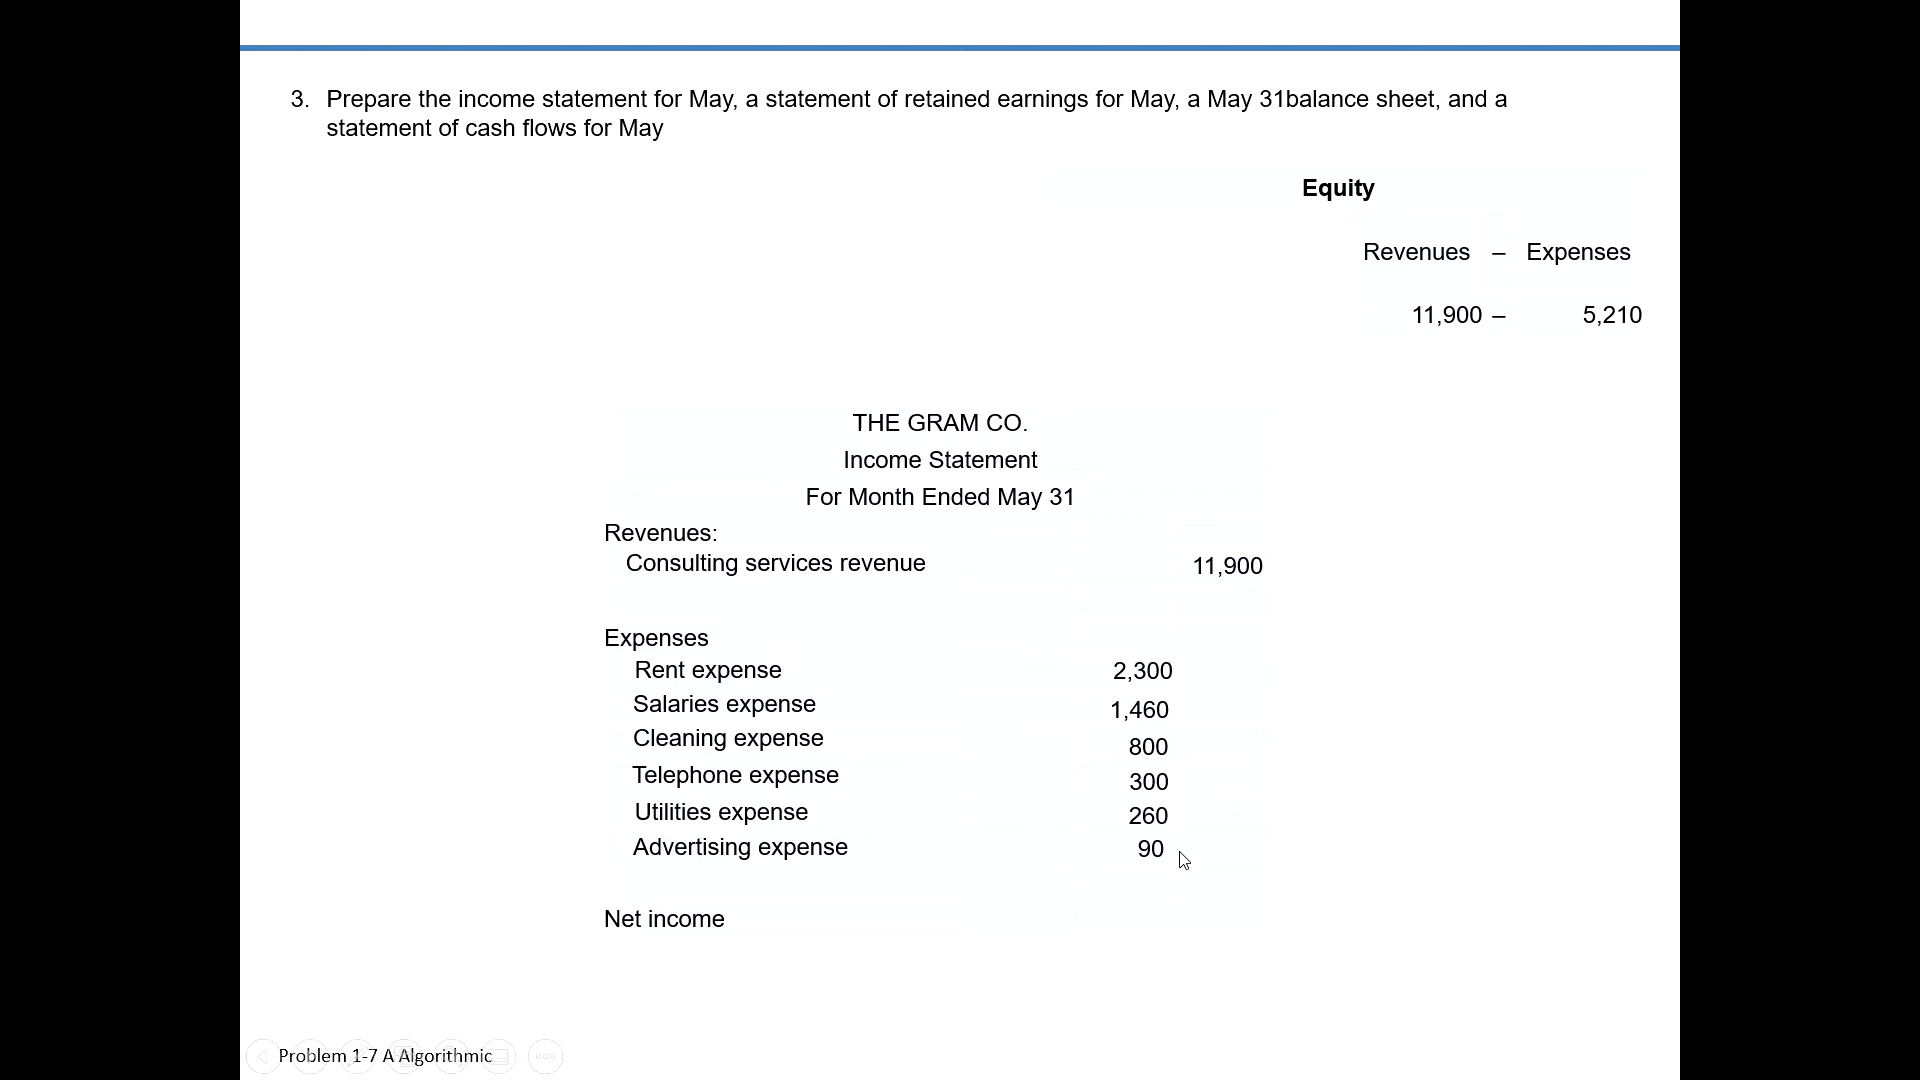 3. Prepare the income statement for May, a statement of retained earnings for May, a May 31balance sheet, and a
statement of cash flows for May
Equity
Revenues – Expenses
11,900 – 5,210
THE GRAM CO.
Income Statement
For Month Ended May 31
Revenues:
Consulting services revenue 11,900
Expenses
Rent expense 2,300
Salaries expense 1,460
Cleaning expense 800
Telephone expense 300
Utilities expense 260
Advertising expense 90
Net income
Problem 1-7 A Algorithmic